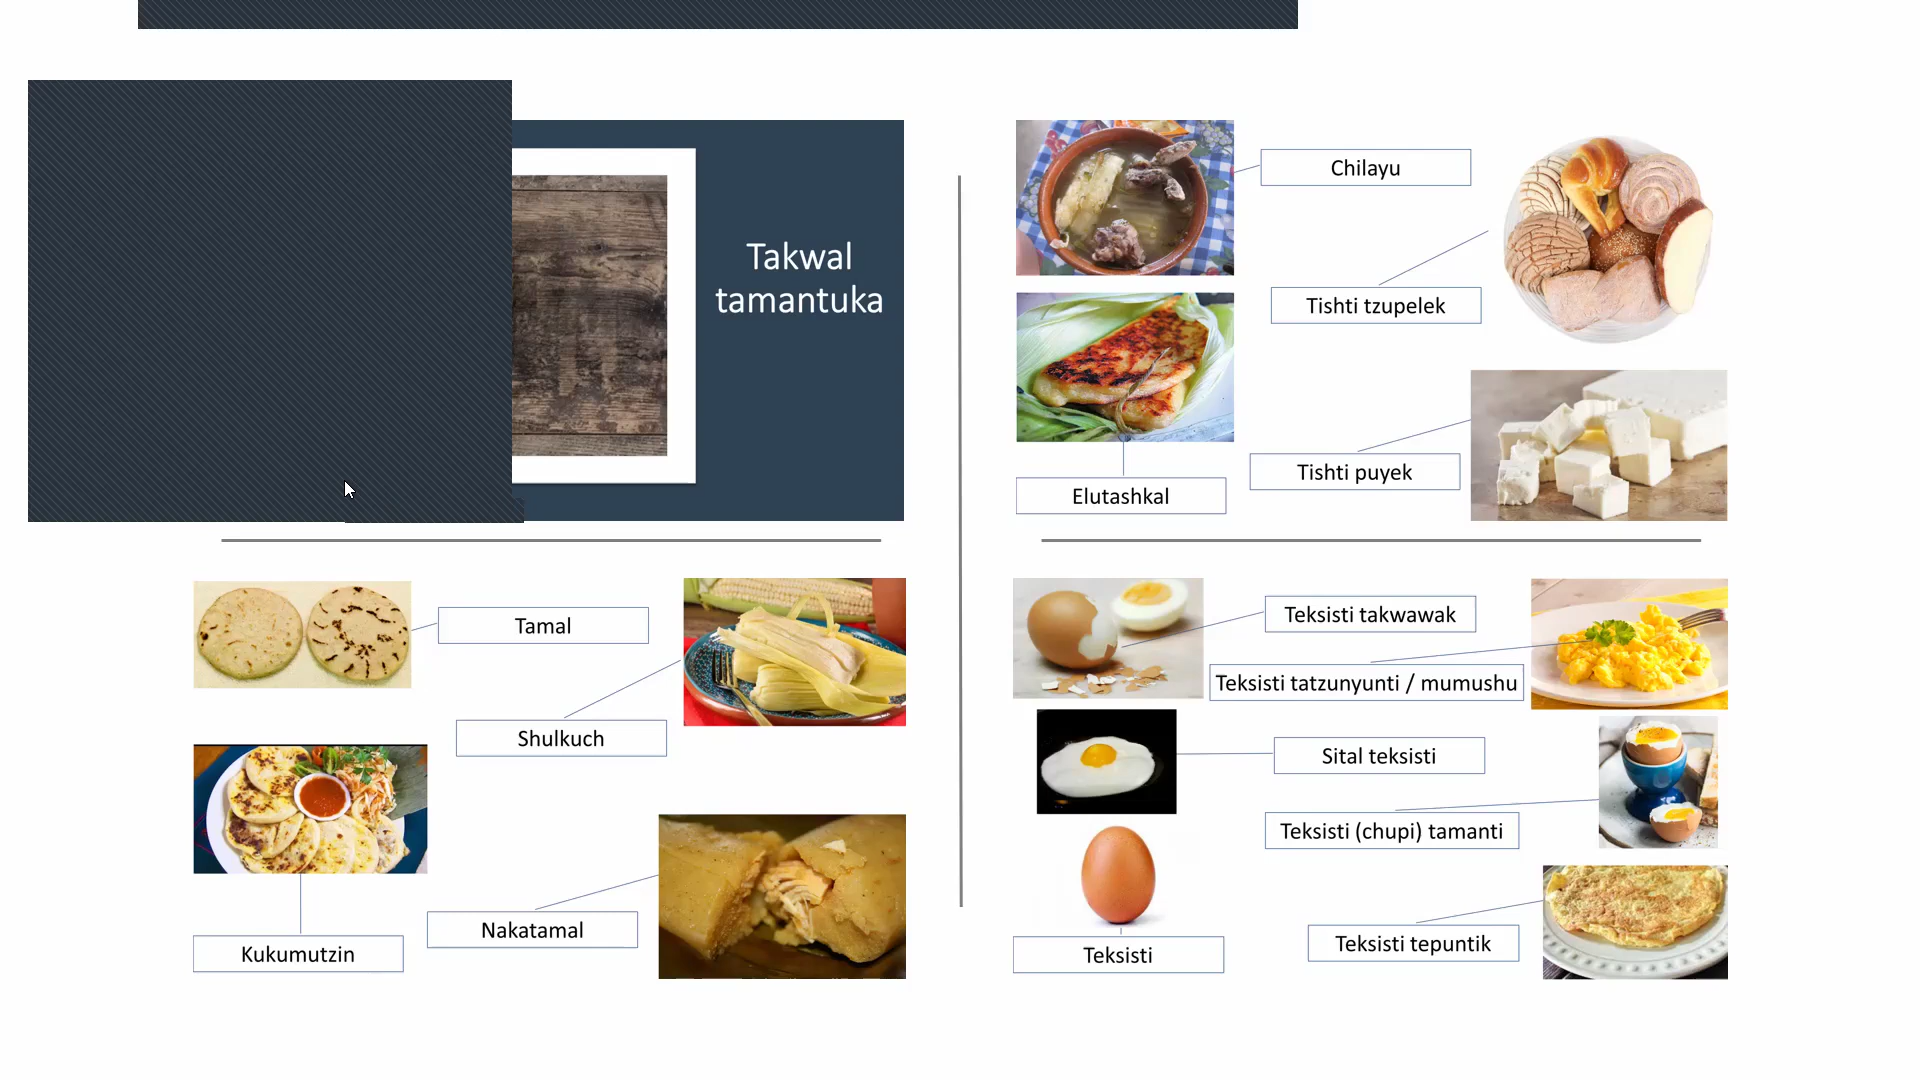 Takwal
tamantuka
Tamal
Shulkuch
Kukumutzin
Nakatamal
Chilayu
Tishti tzupelek
Tishti puyek
Elutashkal
Teksisti takwawak
Teksisti tatzunyunti / mumushu
Sital teksisti
Teksisti (chupi) tamanti
Teksisti
Teksisti tepuntik